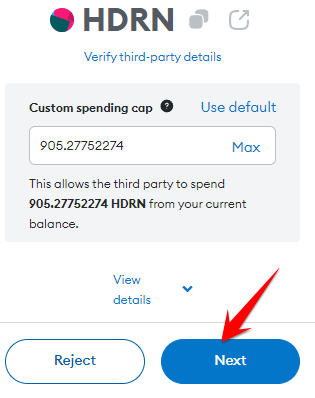 HDRN
Verify third-party details
Custom spending cap ? Use default
905.27752274 Max
This allows the third party to spend
905.27752274 HDRN from your current
balance.
View
details
Reject Next